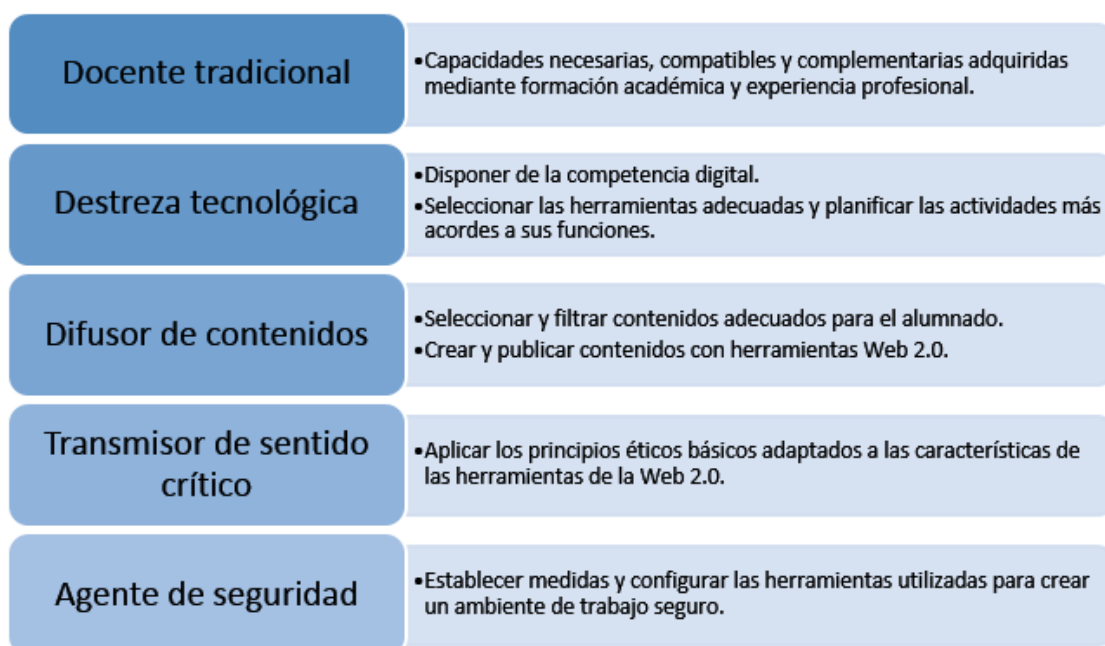 Docente tradicional
•Capacidades necesarias, compatibles y complementarias adquiridas
mediante formación académica y experiencia profesional.
Destreza tecnológica
•Disponer de la competencia digital.
•Seleccionar las herramientas adecuadas y planificar las actividades más
acordes a sus funciones.
Difusor de contenidos
•Seleccionar y filtrar contenidos adecuados para el alumnado.
•Crear y publicar contenidos con herramientas Web 2.0.
Transmisor de sentido
crítico
•Aplicar los principios éticos básicos adaptados a las características de
las herramientas de la Web 2.0.
Agente de seguridad
•Establecer medidas y configurar las herramientas utilizadas para crear
un ambiente de trabajo seguro.